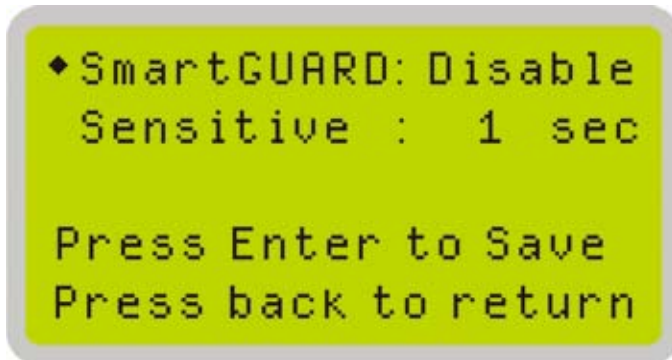 ◆SmartGUARD: Disable
Sensitive : 1 sec
Press Enter to Save
Press back to return